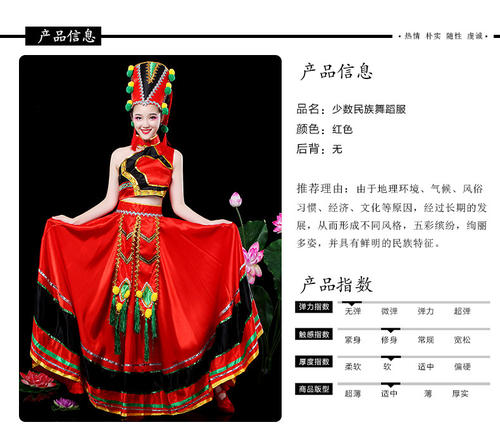 产品信息
·热情 朴实 随性 虔诚
产品信息
品名：少数民族舞蹈服
颜色：红色
后背：无
推荐理由：由于地理环境、气候、风俗
习惯、经济、文化等原因，经过长期的发
展，从而形成不同风格，五彩缤纷，绚丽
多姿，并具有鲜明的民族特征。
产品指数
弹力指数 无弹 微弹 弹力 超弹
触感指数 紧身 修身 常规 宽松
厚度指数 柔软 软 适中 偏硬
商品版型 超薄 适中 薄 厚实